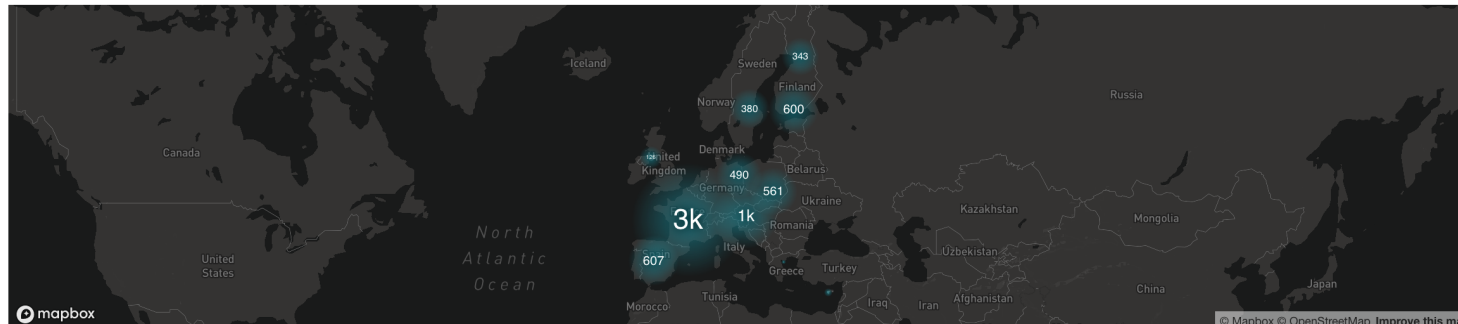 343
Iceland
Sweden
Finland
Russia
Norway
380
600
Canada
Denmark
United
Kingdom
Belarus
490
Germany
561
Ukraine
Kazakhstan
3k
1k
Mongolia
Romania
North
Atlantic
Ocean
Italy
Uzbekistan
United
States
Spain
607
Greece
Turkey
China
Japan
Tunisia
Morocco
Iraq
Iran
Afghanistan
mapbox
© Mapbox © OpenStreetMap Improve this ma